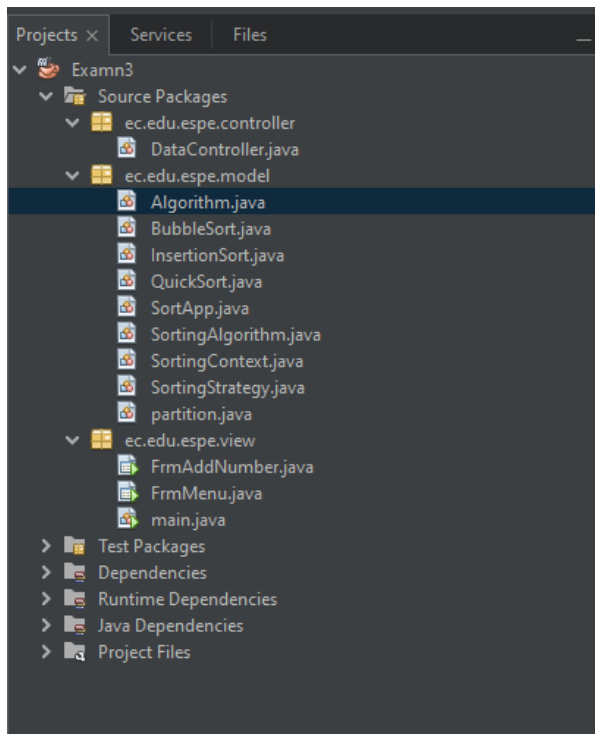 Projects Services Files
Examn3
Source Packages
ec.edu.espe.controller
DataController.java
ec.edu.espe.model
Algorithm.java
BubbleSort.java
InsertionSort.java
QuickSort.java
SortApp.java
SortingAlgorithm.java
SortingContext.java
SortingStrategy.java
partition.java
ec.edu.espe.view
FrmAddNumber.java
FrmMenu.java
main.java
Test Packages
Dependencies
Runtime Dependencies
Java Dependencies
Project Files